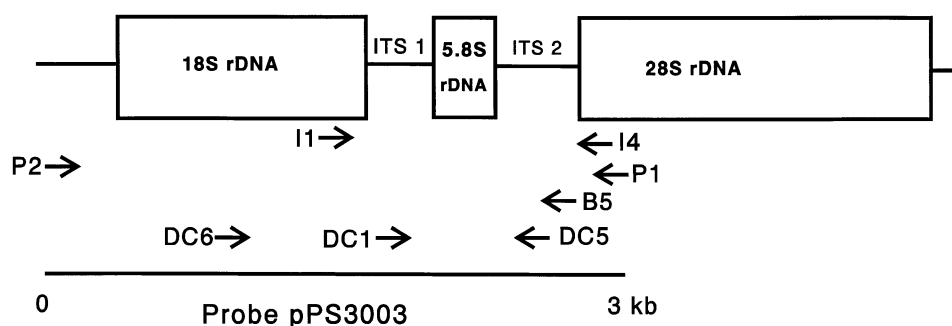 18S rDNA
ITS 1
5.8S
rDNA
ITS 2
28S rDNA
I1
I4
P2
P1
B5
DC6
DC1
DC5
0
Probe pPS3003
3 kb